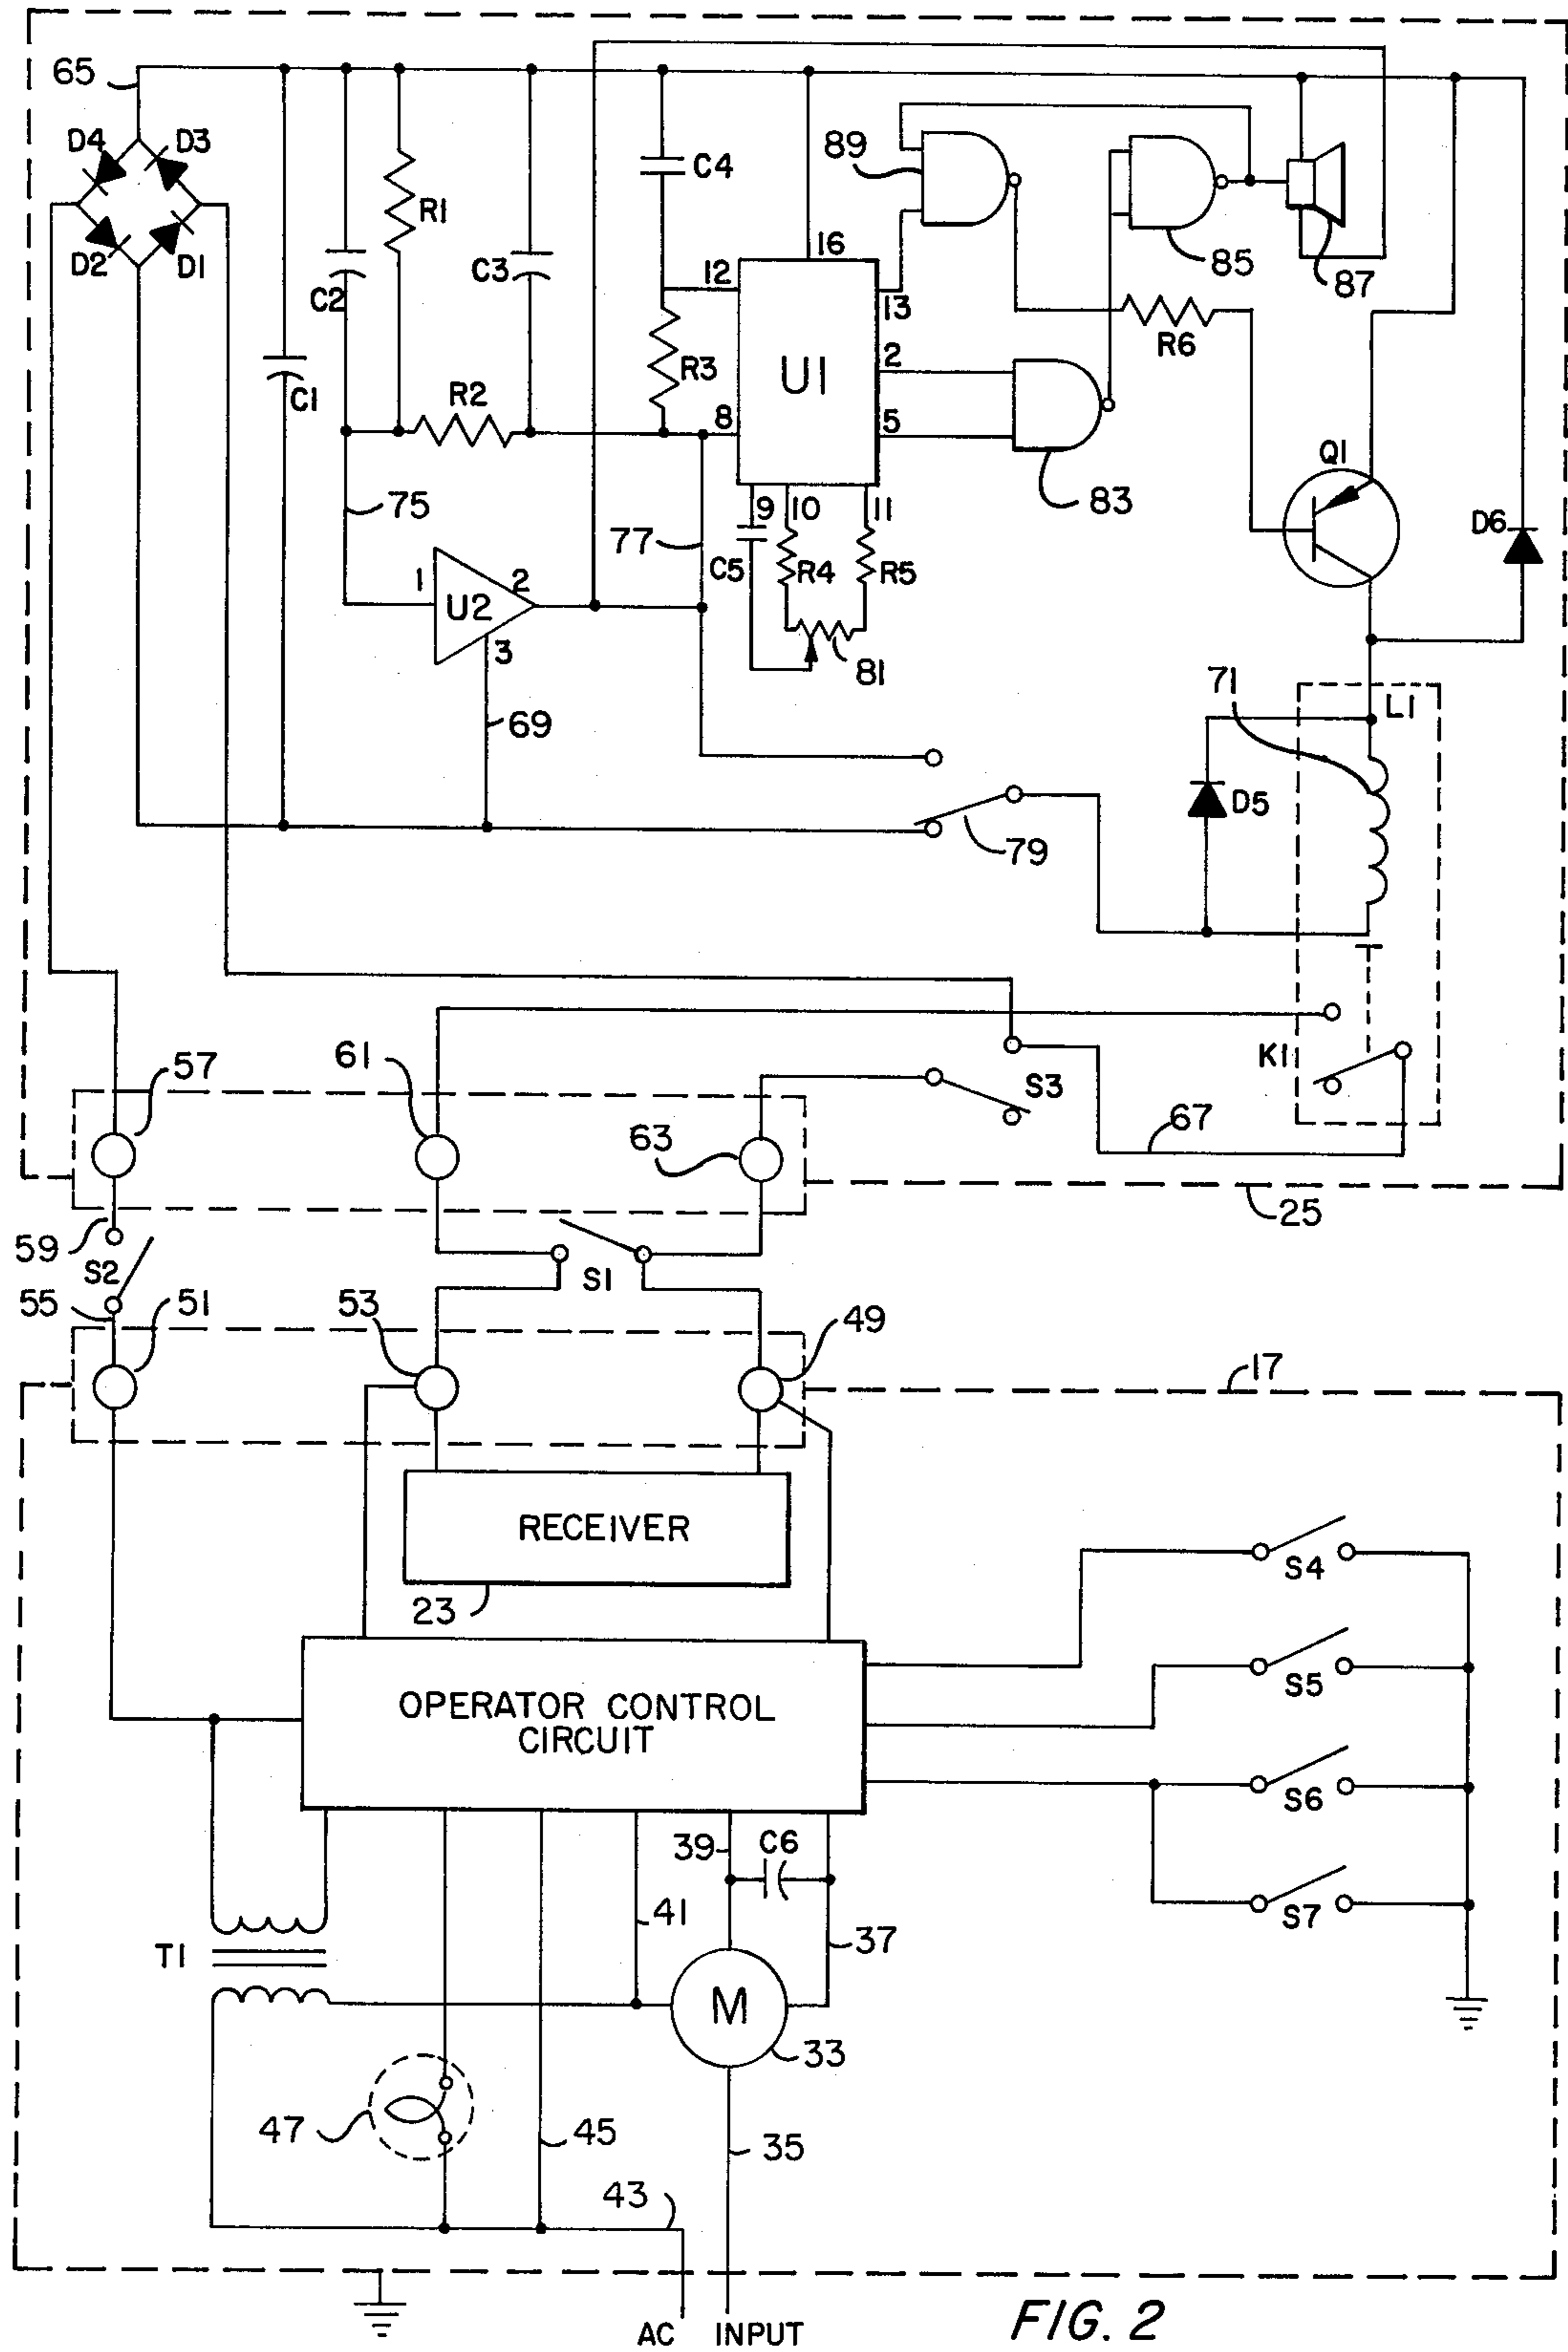 65
D4 D3
D2 D1
C1
C2
R1
R2
C3
C4
R3
12
16
13
8
2
5
U1
9 10 11
C5 R4 R5
81
89
85
87
R6
83
Q1
D6
75
77
1 U2 2
3
69
71
L1
D5
79
K1
S3
67
57
61
63
25
59
S2
55
51
S1
53
49
17
RECEIVER
23
OPERATOR CONTROL
CIRCUIT
S4
S5
S6
S7
39
C6
41
37
T1
M
33
47
45
35
43
AC INPUT
FIG. 2